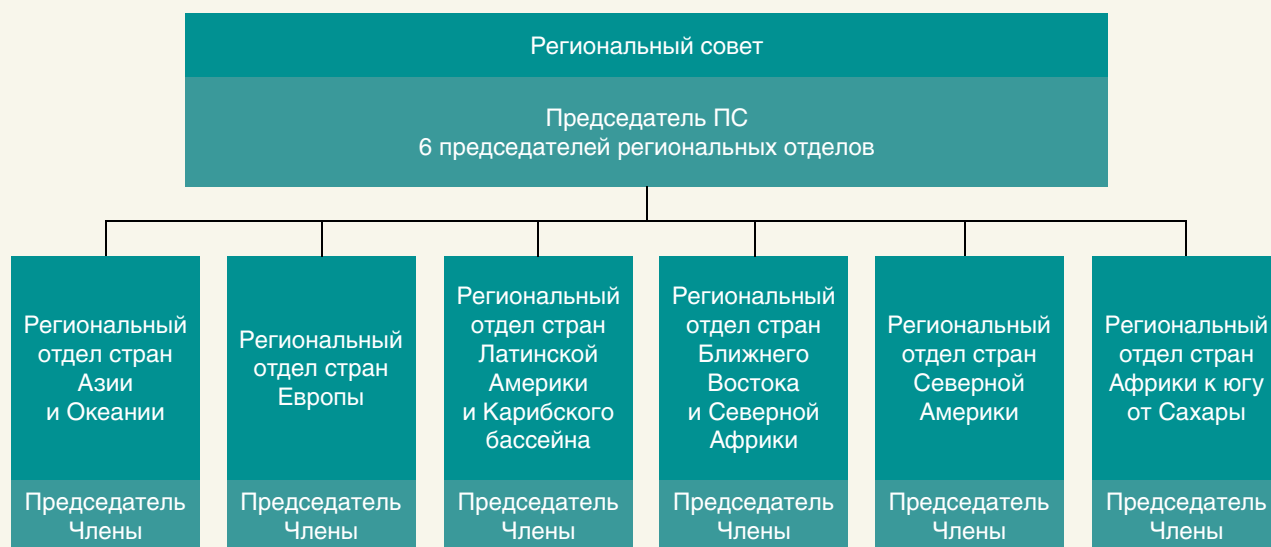 Региональный совет
Председатель ПС
6 председателей региональных отделов
Региональный
отдел стран
Азии
и Океании
Председатель
Члены
Региональный
отдел стран
Европы
Председатель
Члены
Региональный
отдел стран
Латинской
Америки
и Карибского
бассейна
Председатель
Члены
Региональный
отдел стран
Ближнего
Востока
и Северной
Африки
Председатель
Члены
Региональный
отдел стран
Северной
Америки
Председатель
Члены
Региональный
отдел стран
Африки к югу
от Сахары
Председатель
Члены